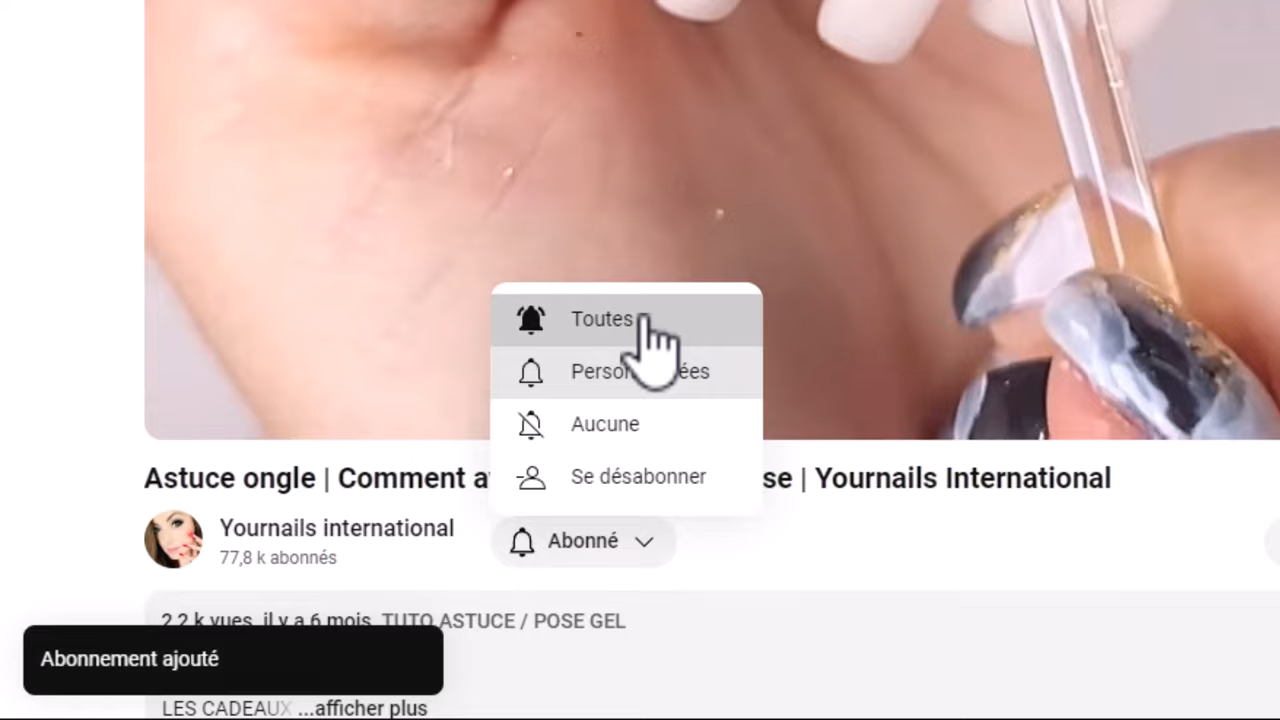 Toutes
Aucune
Se désabonner
Astuce ongle | Comment se | Yournails International
Yournails international
77,8 k abonnés
Abonné
2,2 k vues il y a 6 mois TUTO ASTUCE / POSE GEL
Abonnement ajouté
LES CADEAUX ...afficher plus